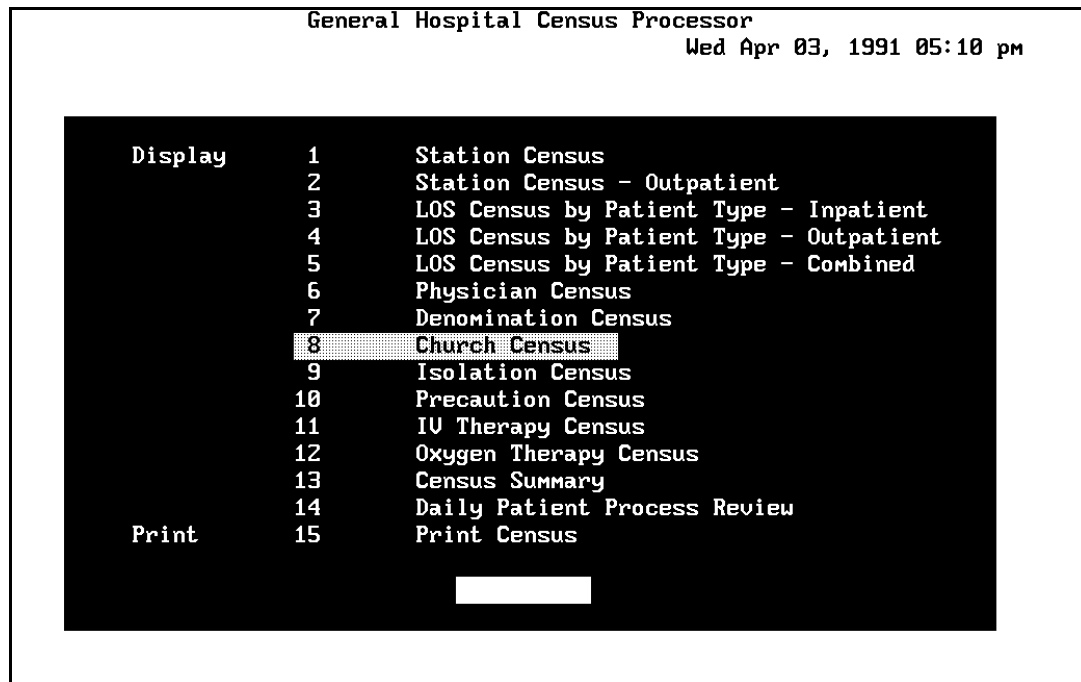 General Hospital Census Processor
Wed Apr 03, 1991 05:10 pm
Display 1 Station Census
2 Station Census - Outpatient
3 LOS Census by Patient Type - Inpatient
4 LOS Census by Patient Type - Outpatient
5 LOS Census by Patient Type - Combined
6 Physician Census
7 Denomination Census
8 Church Census
9 Isolation Census
10 Precaution Census
11 IV Therapy Census
12 Oxygen Therapy Census
13 Census Summary
14 Daily Patient Process Review
Print 15 Print Census